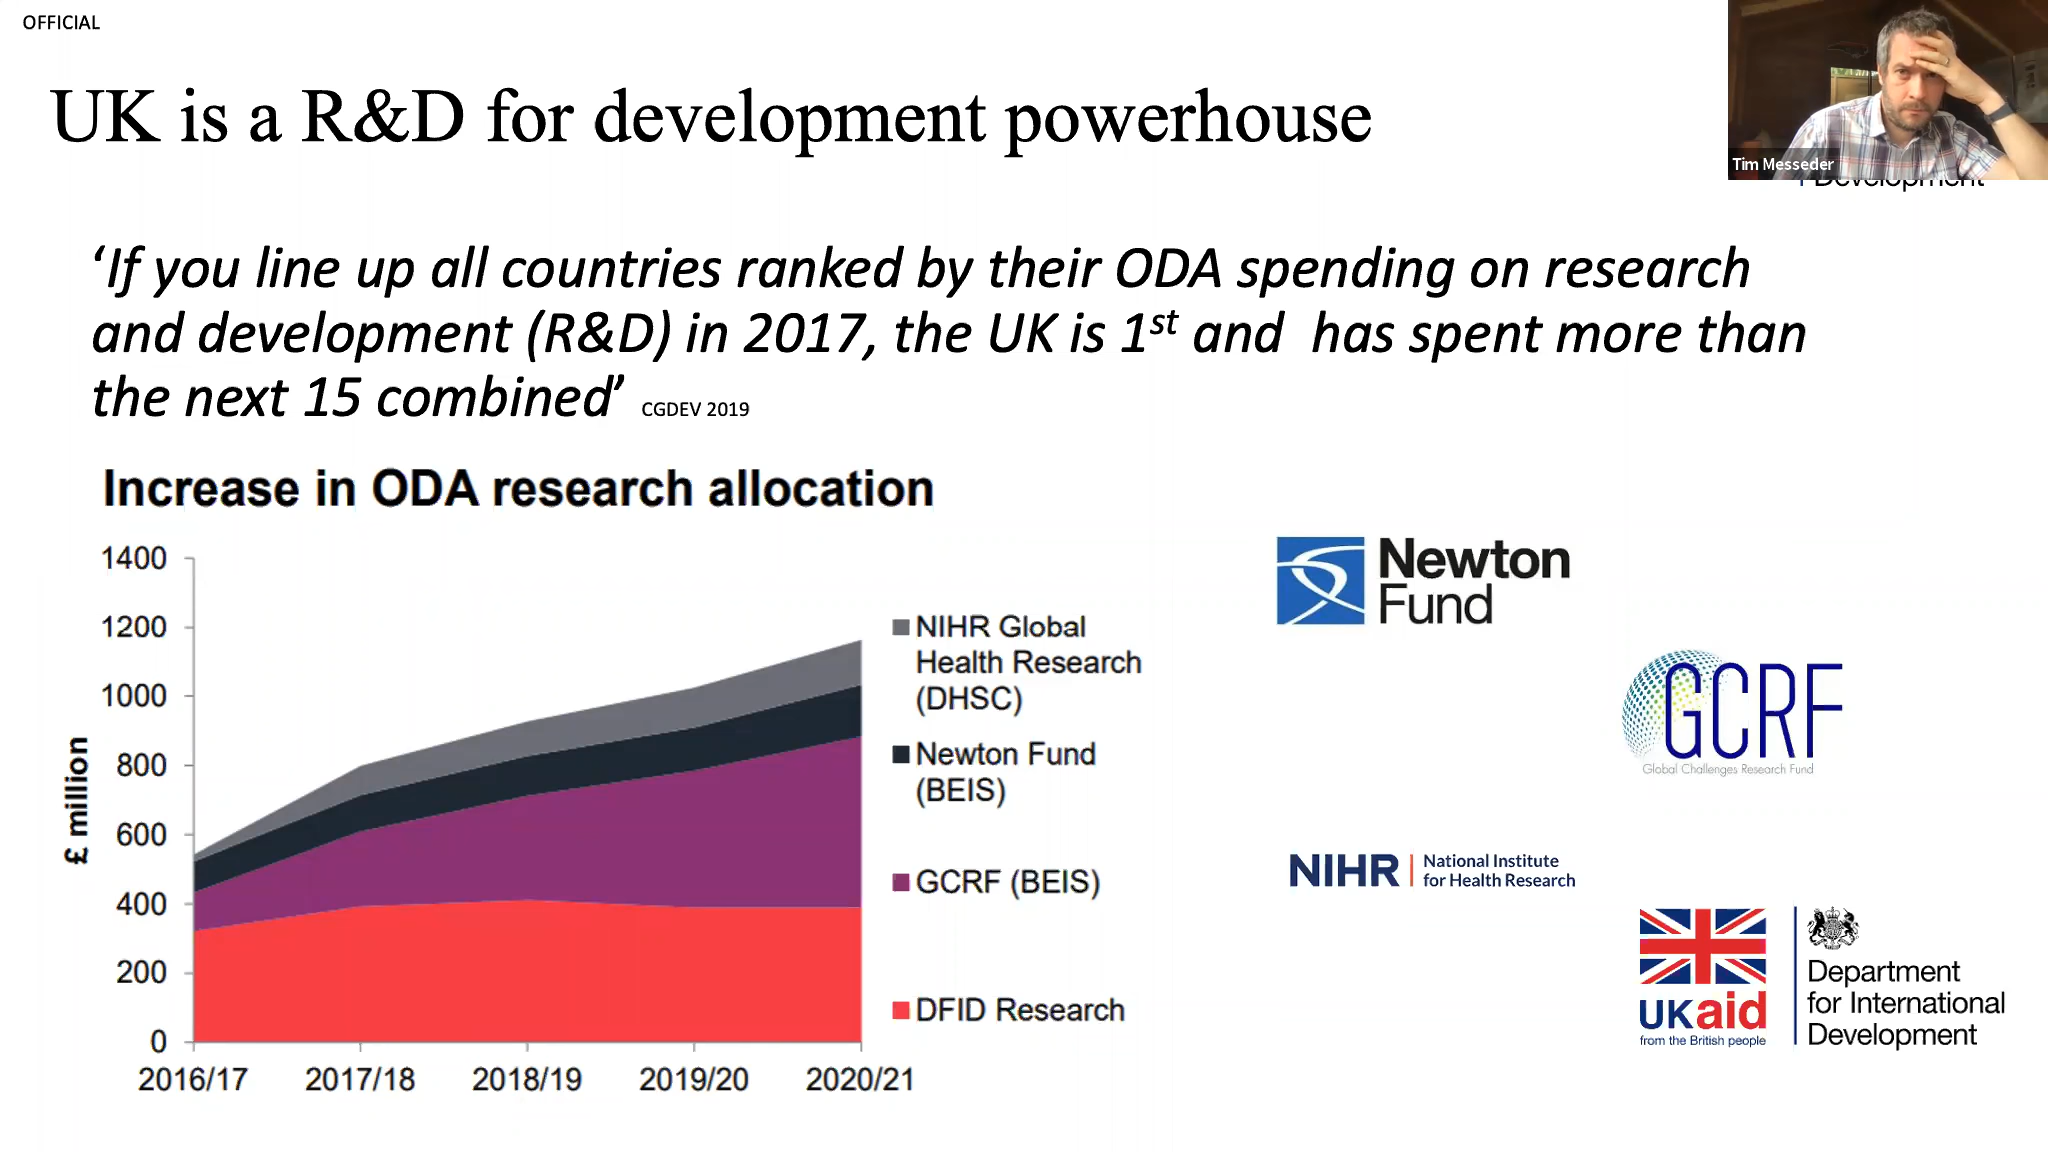 OFFICIAL
UK is a R&D for development powerhouse
Tim Messeder
Development
‘If you line up all countries ranked by their ODA spending on research
and development (R&D) in 2017, the UK is 1st and  has spent more than
the next 15 combined’ CGDEV 2019
Increase in ODA research allocation
£ million
1400
1200
1000
800
600
400
200
0
2016/17 2017/18 2018/19 2019/20 2020/21
NIHR Global
Health Research
(DHSC)
Newton Fund
(BEIS)
GCRF (BEIS)
DFID Research
Newton
Fund
GCRF
Global Challenges Research Fund
NIHR | National Institute
for Health Research
UKaid
from the British people
Department
for International
Development